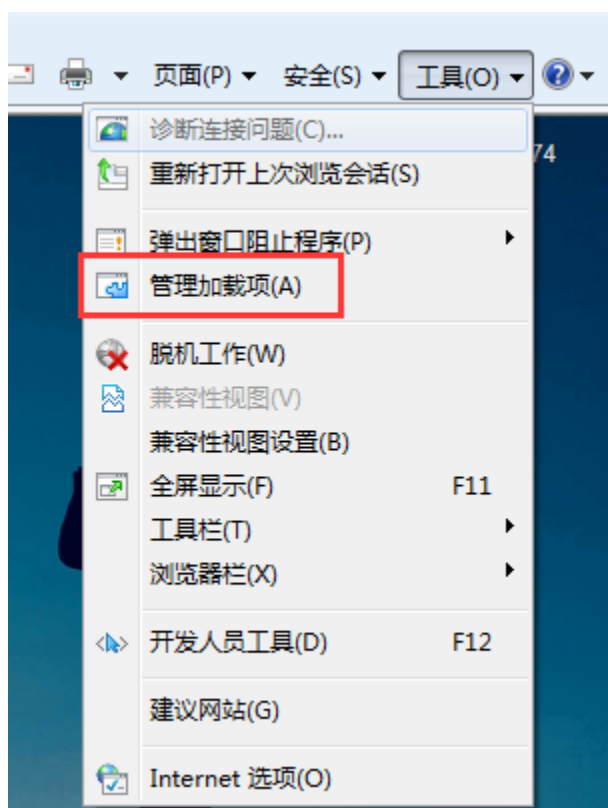 页面(P) 安全(S) 工具(O)
诊断连接问题(C)...
74
重新打开上次浏览会话(S)
弹出窗口阻止程序(P)
管理加载项(A)
脱机工作(W)
兼容性视图(V)
兼容性视图设置(B)
全屏显示(F) F11
工具栏(T)
浏览器栏(X)
开发人员工具(D) F12
建议网站(G)
Internet 选项(O)